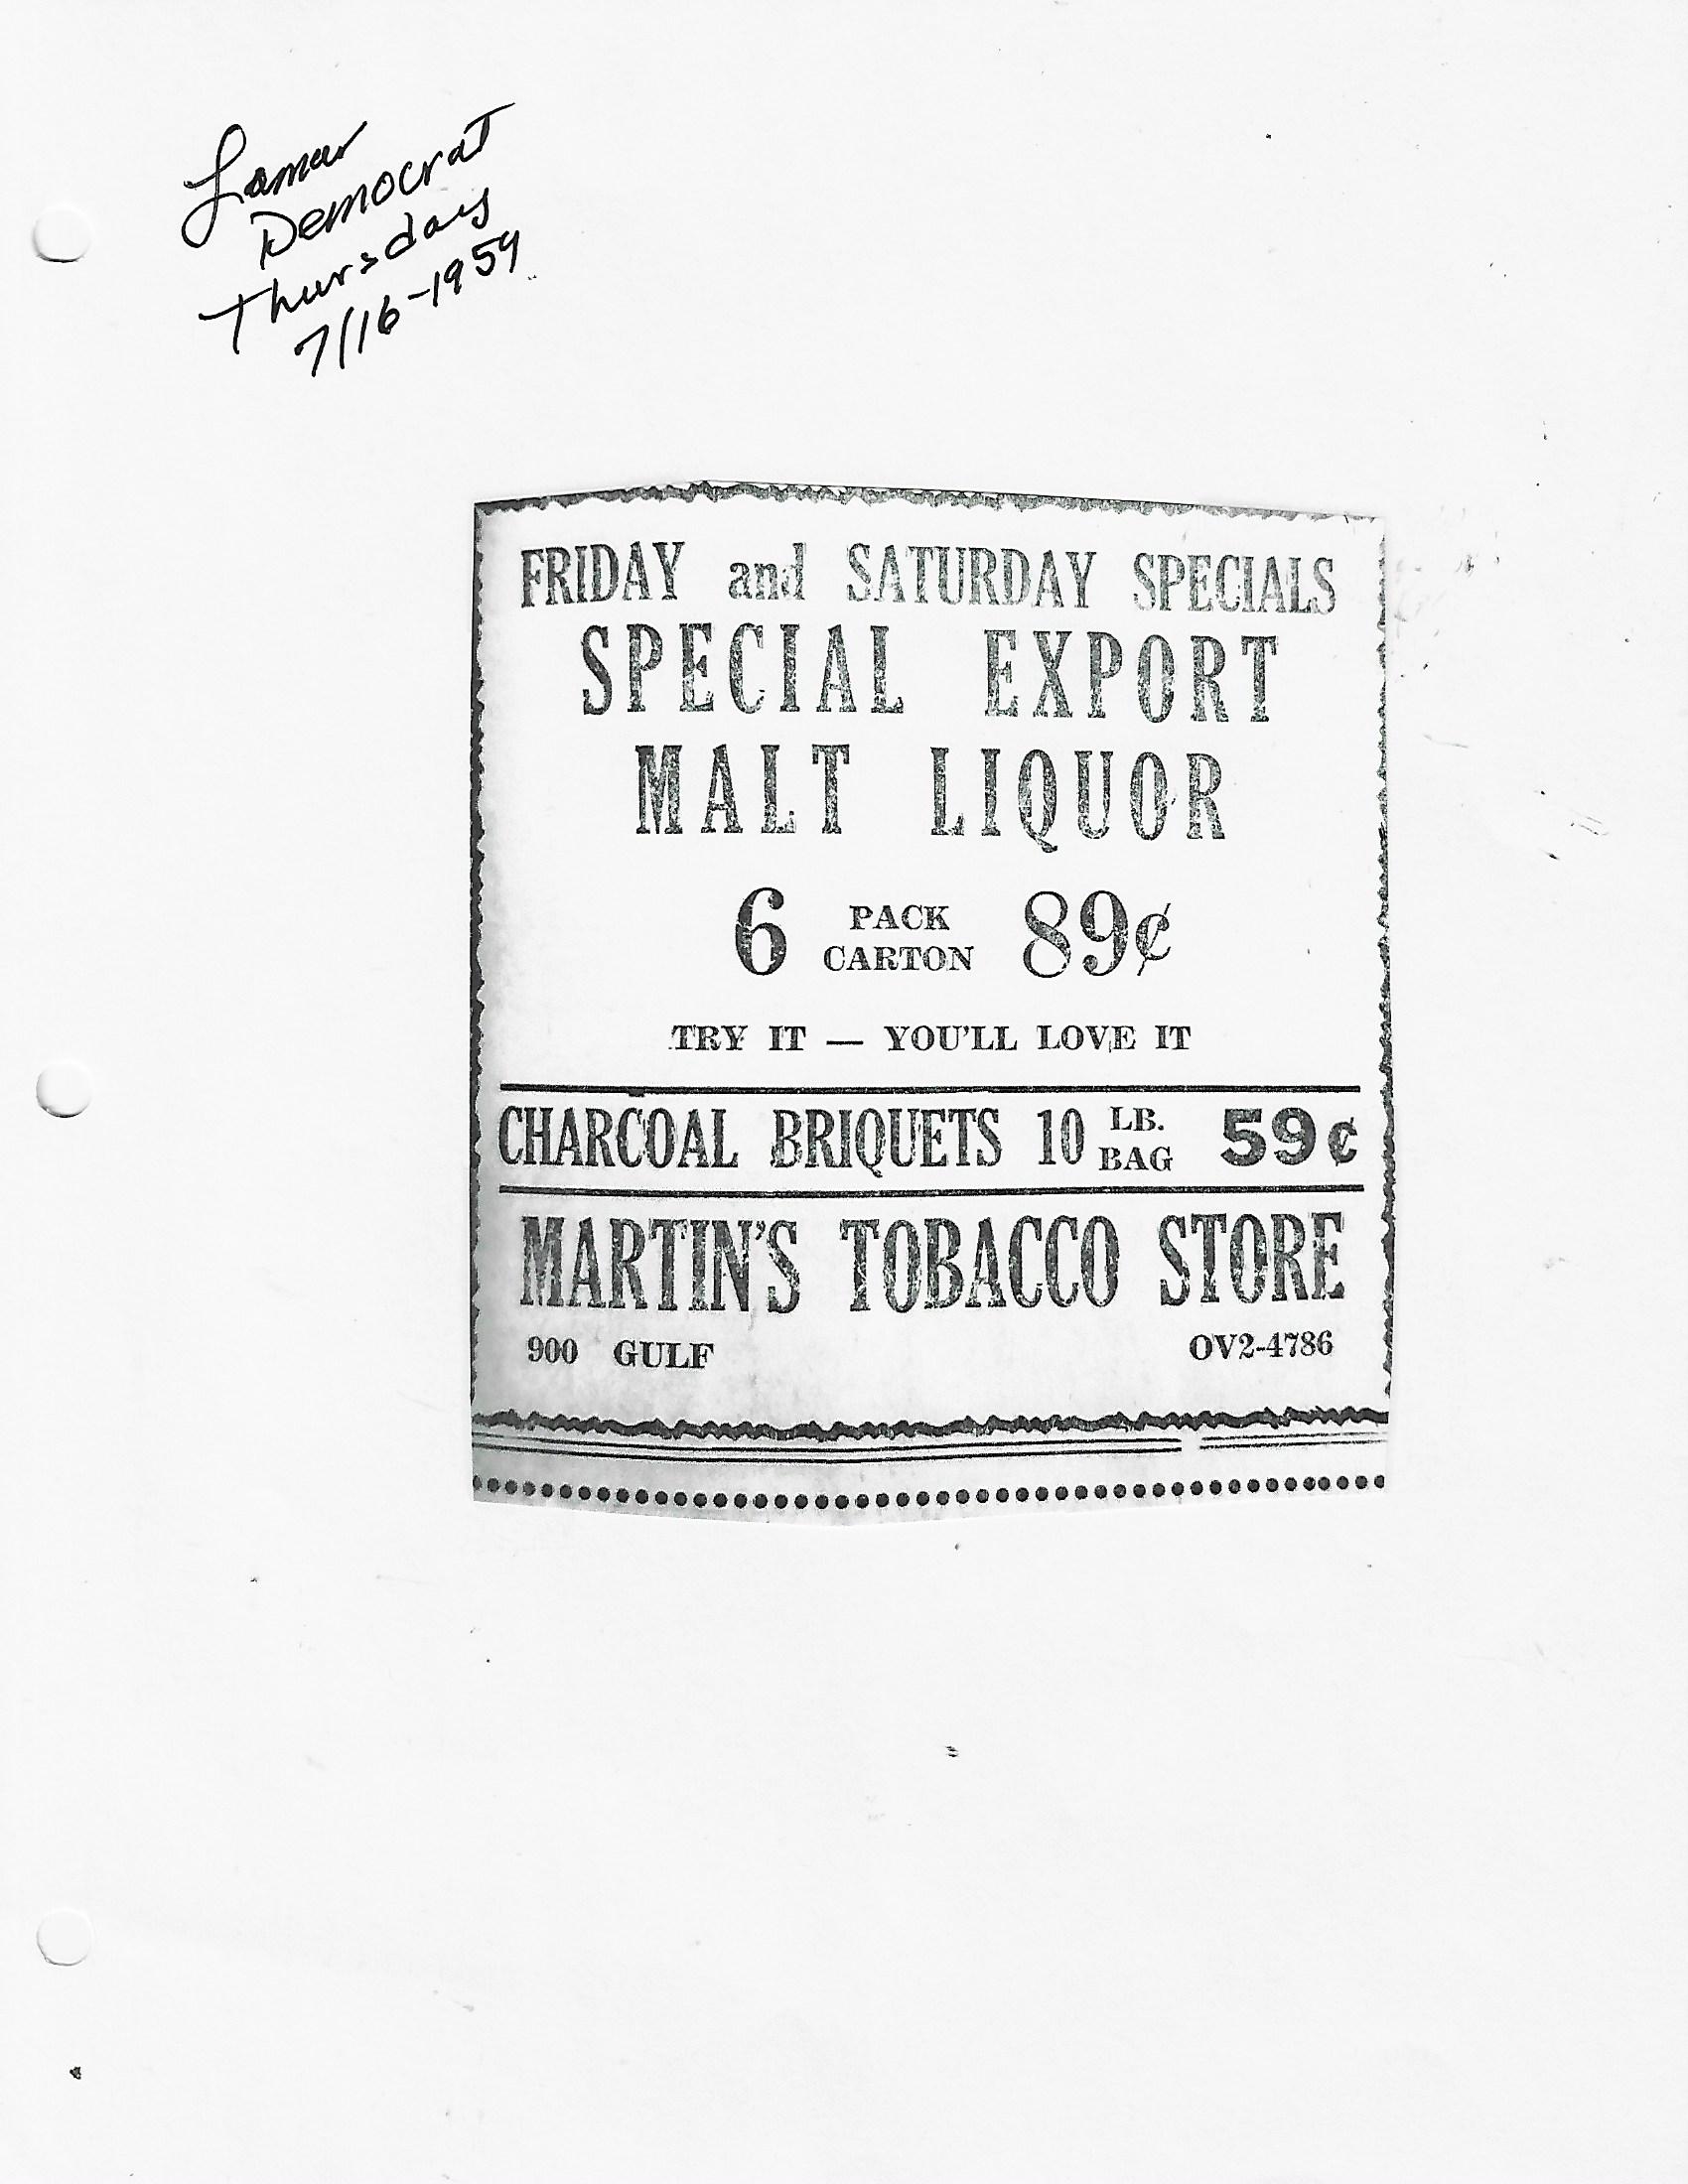 Lamar
Democrat
Thursday
7/16-1959
FRIDAY and SATURDAY SPECIALS
SPECIAL EXPORT
MALT LIQUOR
6 PACK CARTON 89¢
TRY IT — YOU'LL LOVE IT
CHARCOAL BRIQUETS 10 LB. BAG 59¢
MARTIN'S TOBACCO STORE
900 GULF OV2-4786